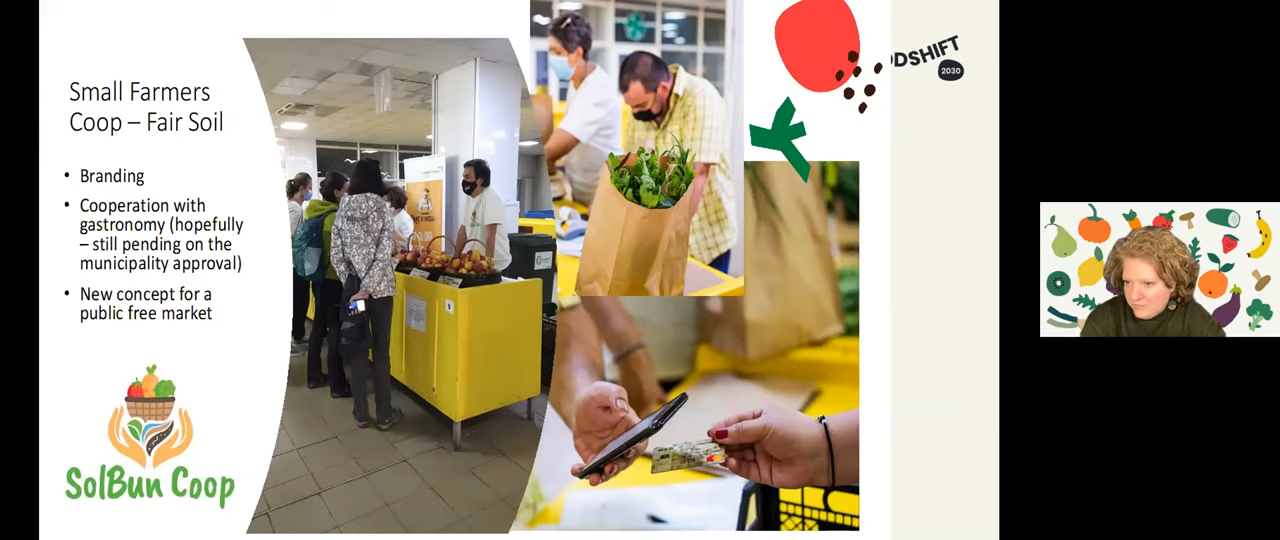 Small Farmers
Coop – Fair Soil
• Branding
• Cooperation with
gastronomy (hopefully
– still pending on the
municipality approval)
• New concept for a
public free market
SolBun Coop
ODSHIFT
2030